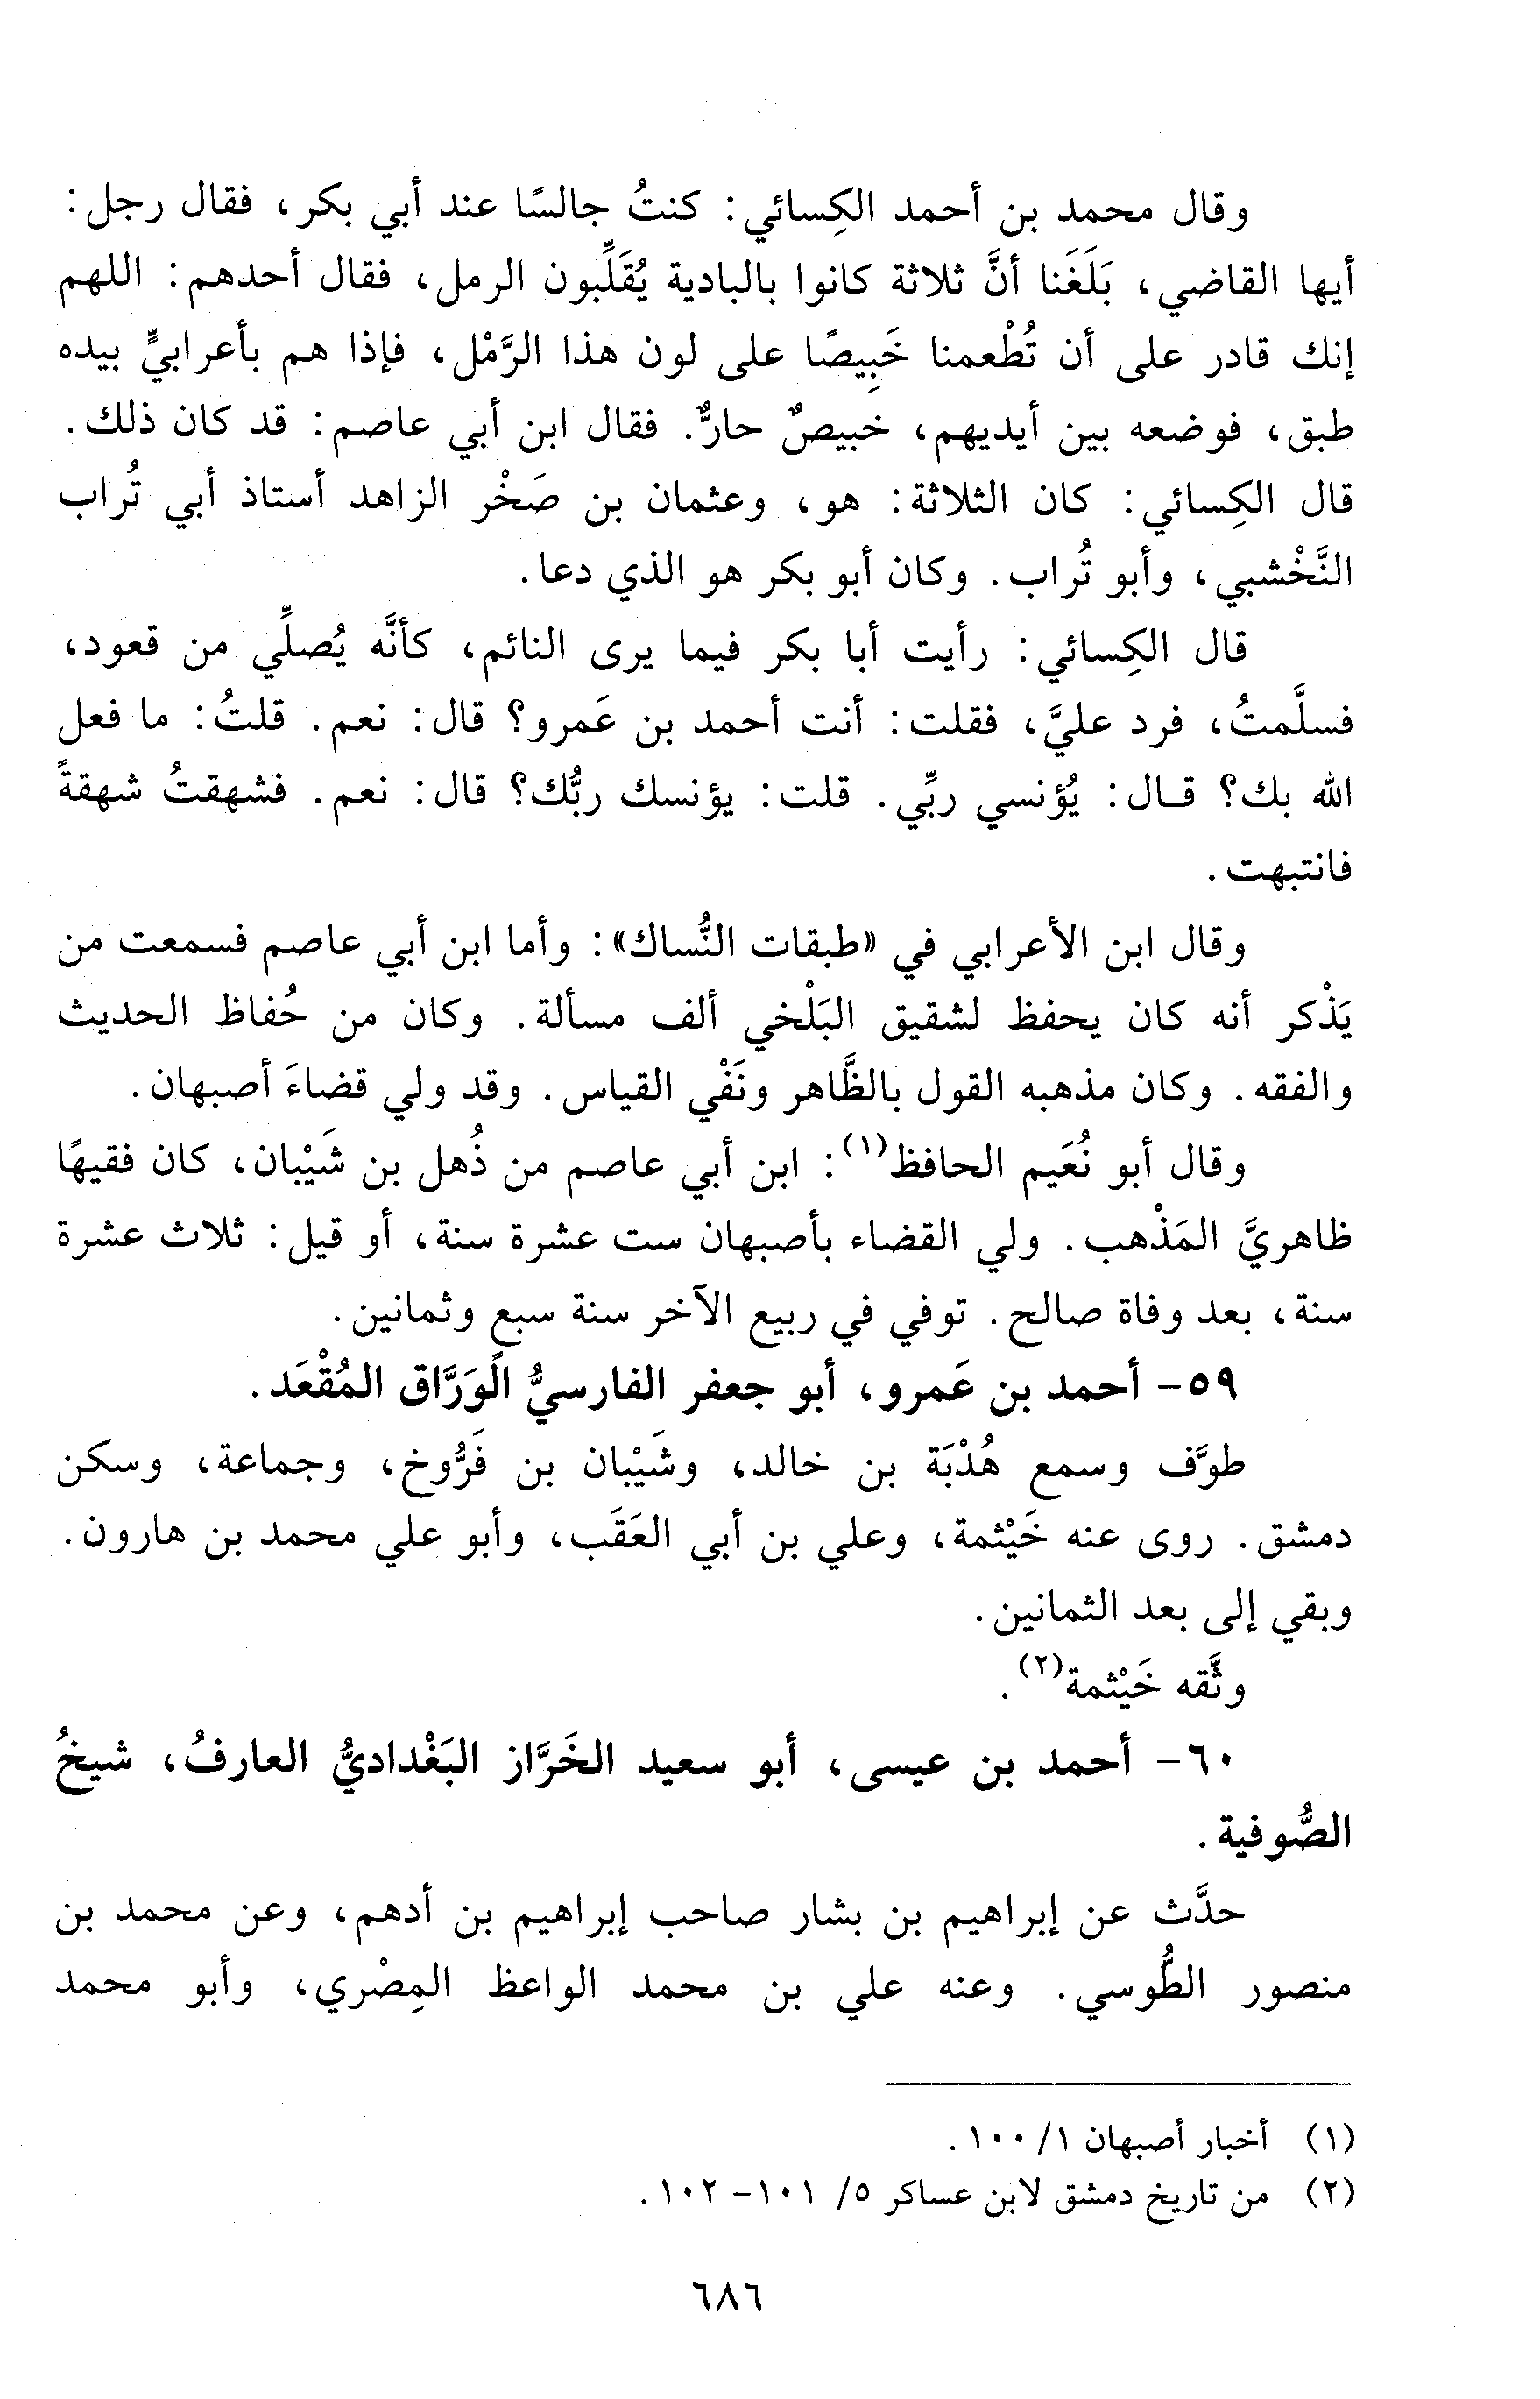 وقال محمد بن أحمد الكِسائي: كنتُ جالسًا عند أبي بكر، فقال رجل:
أيها القاضي، بَلَغَنا أنَّ ثلاثة كانوا بالبادية يُقَلِّبون الرمل، فقال أحدهم: اللهم
إنك قادر على أن تُطْعمنا خَبِيصًا على لون هذا الرَّمْل، فإذا هم بأعرابيٍّ بيده
طبق، فوضعه بين أيديهم، خبيصٌ حارٌّ. فقال ابن أبي عاصم: قد كان ذلك.
قال الكِسائي: كان الثلاثة: هو، وعثمان بن صَخْر الزاهد أستاذ أبي تُراب
النَّخْشبي، وأبو تُراب. وكان أبو بكر هو الذي دعا.
قال الكِسائي: رأيت أبا بكر فيما يرى النائم، كأنَّه يُصلِّي من قعود،
فسلَّمتُ، فرد عليَّ، فقلت: أنت أحمد بن عَمرو؟ قال: نعم. قلتُ: ما فعل
الله بك؟ قال: يُؤنسي ربِّي. قلت: يؤنسك ربُّك؟ قال: نعم. فشهقتُ شهقةً
فانتبهت.
وقال ابن الأعرابي في «طبقات النُّساك»: وأما ابن أبي عاصم فسمعت من
يَذْكر أنه كان يحفظ لشقيق البَلْخي ألف مسألة. وكان من حُفاظ الحديث
والفقه. وكان مذهبه القول بالظَّاهر ونَفْي القياس. وقد ولي قضاءَ أصبهان.
وقال أبو نُعَيم الحافظ(١): ابن أبي عاصم من ذُهل بن شَيْبان، كان فقيهًا
ظاهريَّ المَذْهب. ولي القضاء بأصبهان ست عشرة سنة، أو قيل: ثلاث عشرة
سنة، بعد وفاة صالح. توفي في ربيع الآخر سنة سبع وثمانين.
٥٩- أحمد بن عَمرو، أبو جعفر الفارسيُّ الوَرَّاق المُقْعَد.
طوَّف وسمع هُدْبَة بن خالد، وشَيْبان بن فَرُّوخ، وجماعة، وسكن
دمشق. روى عنه خَيْثمة، وعلي بن أبي العَقَب، وأبو علي محمد بن هارون.
وبقي إلى بعد الثمانين.
وثَّقه خَيْثمة(٢).
٦٠- أحمد بن عيسى، أبو سعيد الخَرَّاز البَغْداديُّ العارفُ، شيخُ
الصُّوفية.
حدَّث عن إبراهيم بن بشار صاحب إبراهيم بن أدهم، وعن محمد بن
منصور الطُّوسي. وعنه علي بن محمد الواعظ المِصْري، وأبو محمد
(١) أخبار أصبهان ١/ ١٠٠.
(٢) من تاريخ دمشق لابن عساكر ٥/ ١٠١- ١٠٢.
٦٨٦